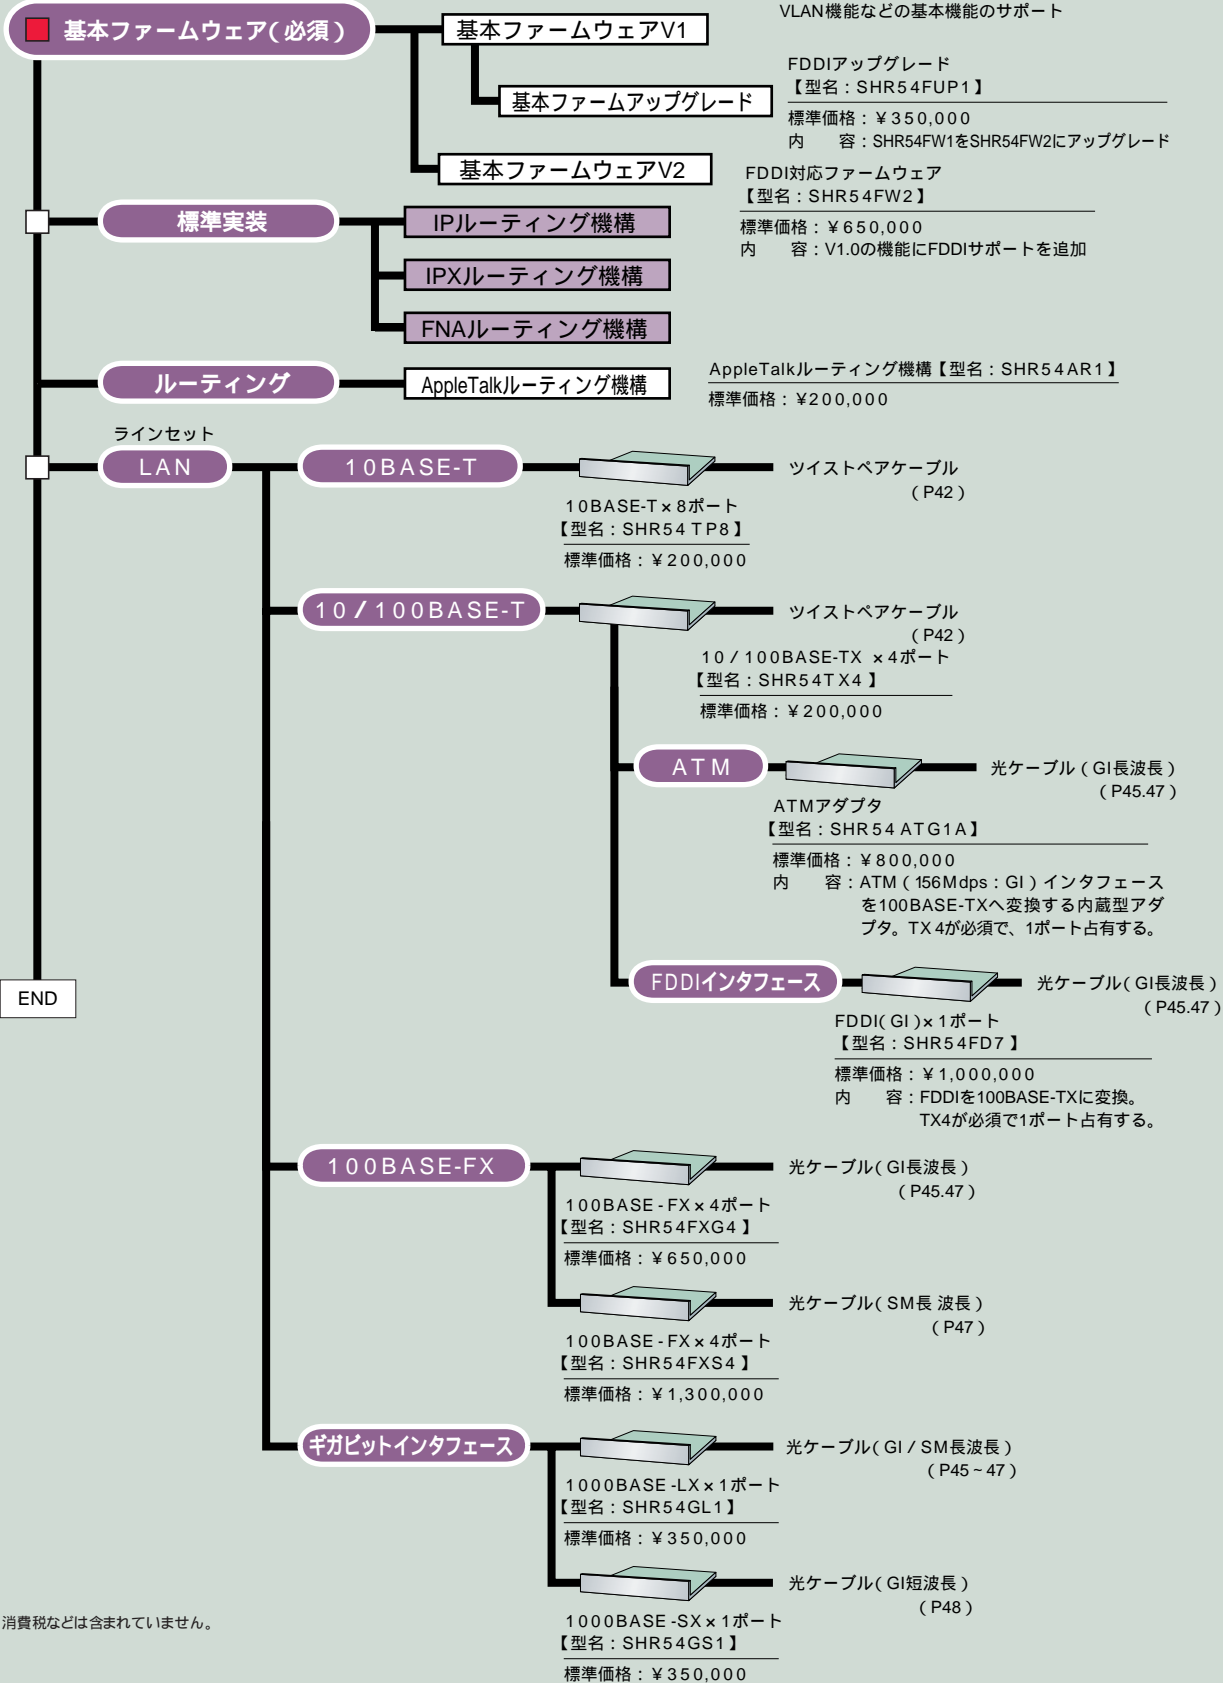 VLAN機能などの基本機能のサポート
基本ファームウェア(必須)
基本ファームウェアV1
FDDIアップグレード
【型名：SHR54FUP1】
標準価格：¥350,000
内　容：SHR54FW1をSHR54FW2にアップグレード
基本ファームアップグレード
基本ファームウェアV2
FDDI対応ファームウェア
【型名：SHR54FW2】
標準価格：¥650,000
内　容：V1.0の機能にFDDIサポートを追加
標準実装
IPルーティング機構
IPXルーティング機構
FNAルーティング機構
ルーティング
AppleTalkルーティング機構
AppleTalkルーティング機構【型名：SHR54AR1】
標準価格：¥200,000
ラインセット
LAN
10BASE-T
ツイストペアケーブル
（P42）
10BASE-T×8ポート
【型名：SHR54TP8】
標準価格：¥200,000
10/100BASE-T
ツイストペアケーブル
（P42）
10/100BASE-TX ×4ポート
【型名：SHR54TX4】
標準価格：¥200,000
ATM
光ケーブル（GI長波長）
（P45.47）
ATMアダプタ
【型名：SHR54ATG1A】
標準価格：¥800,000
内　容：ATM（156Mdps：GI）インタフェース
を100BASE-TXへ変換する内蔵型アダ
プタ。TX4が必須で、1ポート占有する。
END
FDDIインタフェース
光ケーブル(GI長波長)
（P45.47）
FDDI(GI)×1ポート
【型名：SHR54FD7】
標準価格：¥1,000,000
内　容：FDDIを100BASE-TXに変換。
TX4が必須で1ポート占有する。
100BASE-FX
光ケーブル(GI長波長)
（P45.47）
100BASE-FX×4ポート
【型名：SHR54FXG4】
標準価格：¥650,000
光ケーブル(SM長波長)
（P47）
100BASE-FX×4ポート
【型名：SHR54FXS4】
標準価格：¥1,300,000
ギガビットインタフェース
光ケーブル(GI/SM長波長)
（P45~47）
1000BASE-LX×1ポート
【型名：SHR54GL1】
標準価格：¥350,000
光ケーブル(GI短波長)
（P48）
1000BASE-SX×1ポート
【型名：SHR54GS1】
標準価格：¥350,000
消費税などは含まれていません。